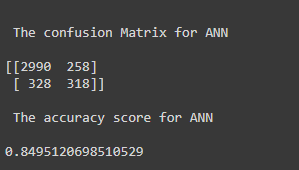 The confusion Matrix for ANN
[[2990 258]
[ 328 318]]
The accuracy score for ANN
0.8495120698510529